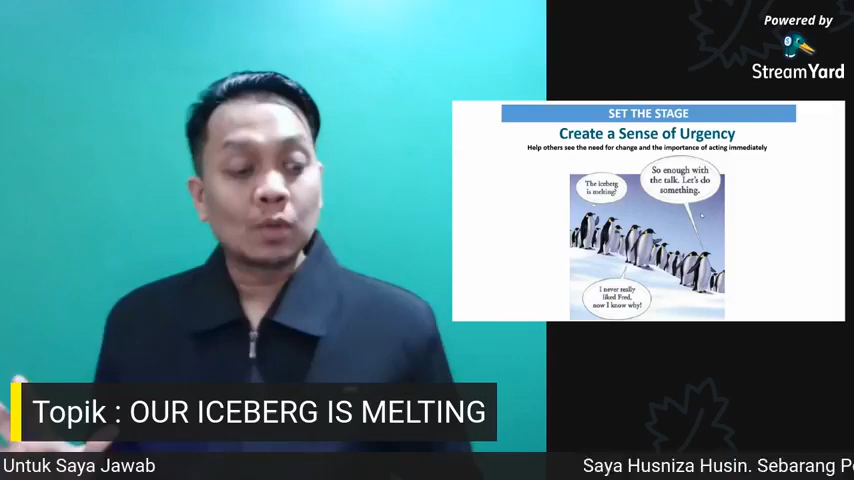 Powered by
StreamYard
SET THE STAGE
Create a Sense of Urgency
Help others see the need for change and the importance of acting immediately
The iceberg
is melting?
So enough with
the talk. Let's do
something.
I never really
liked Fred,
now I know why!
Topik : OUR ICEBERG IS MELTING
Untuk Saya Jawab
Saya Husniza Husin. Sebarang